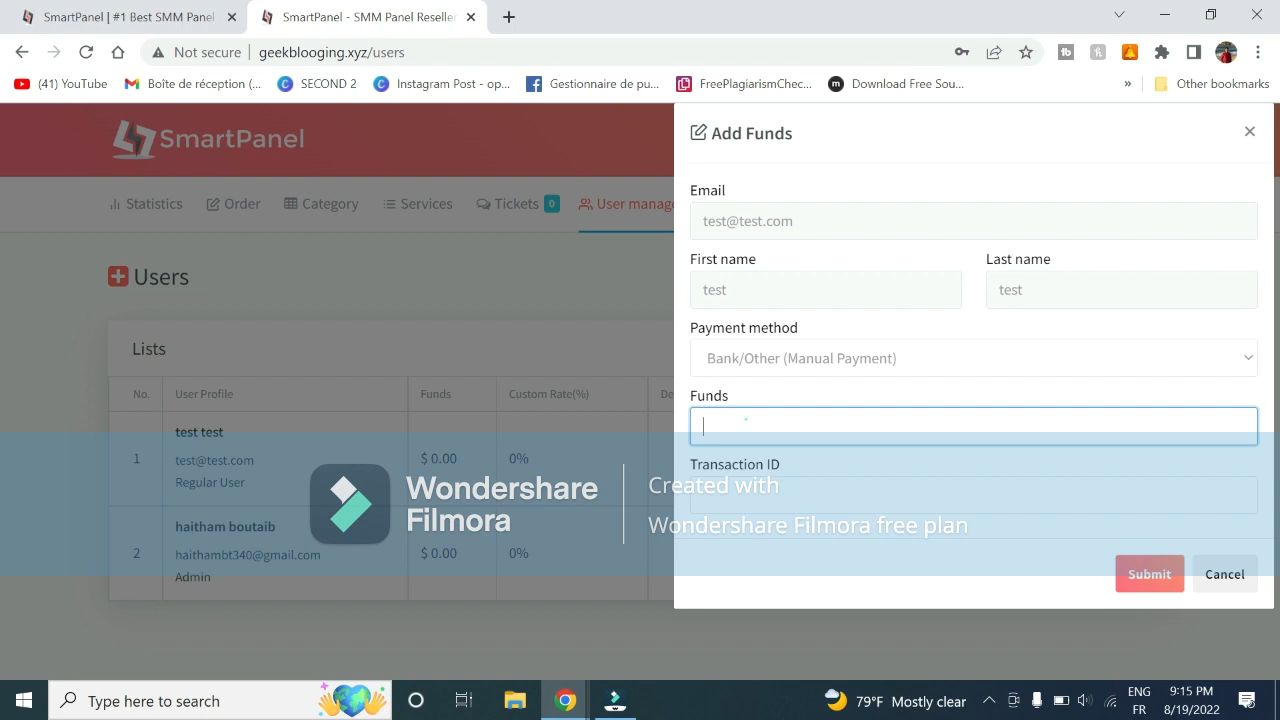 SmartPanel | #1 Best SMM Panel
SmartPanel - SMM Panel Reseller
Not secure | geekblooging.xyz/users
(41) YouTube
Boîte de réception (...
SECOND 2
Instagram Post - op...
Gestionnaire de pu...
FreePlagiarismChec...
Download Free Sou...
»
Other bookmarks
SmartPanel
Statistics
Order
Category
Services
Tickets 0
User manage
Users
Lists
No.
User Profile
Funds
Custom Rate(%)
De
1
test test
test@test.com
Regular User
$ 0.00
0%
2
haitham boutaib
haithambt340@gmail.com
Admin
$ 0.00
0%
Add Funds
Email
test@test.com
First name
Last name
test
test
Payment method
Bank/Other (Manual Payment)
Funds
Transaction ID
Submit
Cancel
Wondershare
Filmora
Created with
Wondershare Filmora free plan
Type here to search
79°F Mostly clear
ENG
FR
9:15 PM
8/19/2022